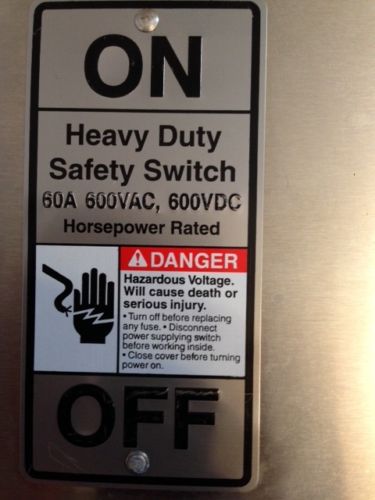 ON
Heavy Duty
Safety Switch
60A 600VAC, 600VDC
Horsepower Rated
DANGER
Hazardous Voltage.
Will cause death or
serious injury.
• Turn off before replacing
any fuse. • Disconnect
power supplying switch
before working inside.
• Close cover before turning
power on.
OFF